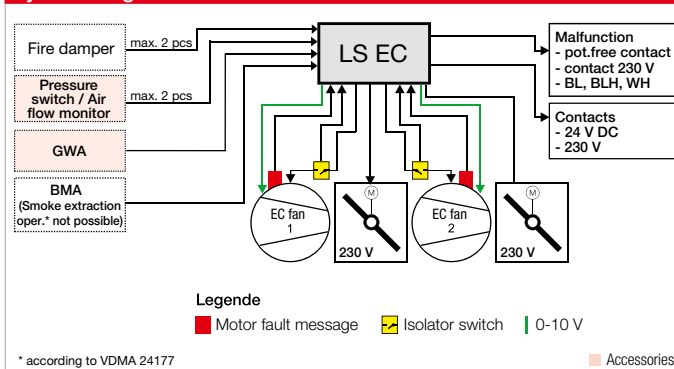 Fire damper
max. 2 pcs
Pressure
switch / Air
flow monitor
max. 2 pcs
GWA
BMA
(Smoke extraction
oper.* not possible)
LS EC
Malfunction
- pot.free contact
- contact 230 V
- BL, BLH, WH
Contacts
- 24 V DC
- 230 V
EC fan
1
M
230 V
EC fan
2
M
230 V
Legende
Motor fault message
Isolator switch
0-10 V
* according to VDMA 24177
Accessories